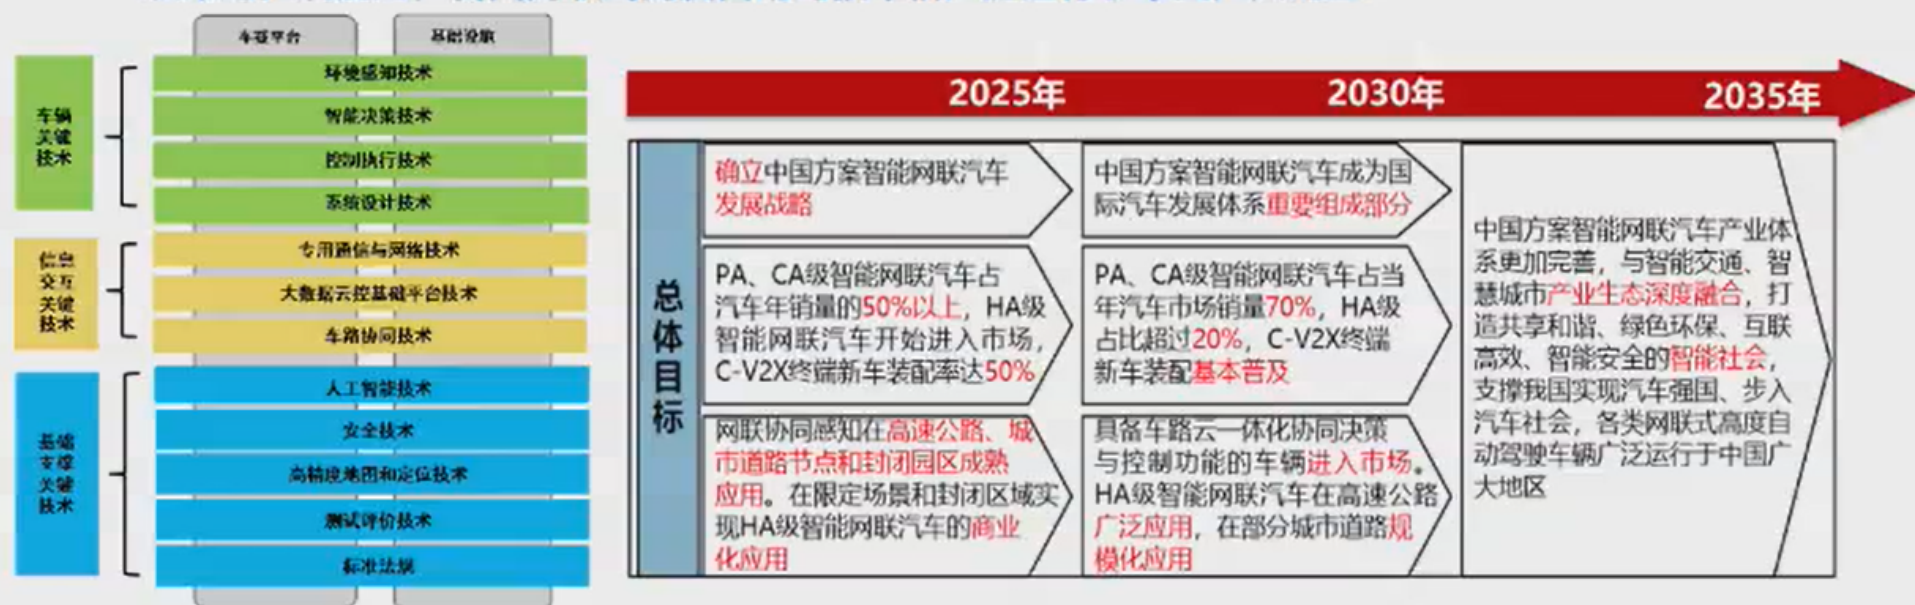 车载平台
基础设施
车辆
关键
技术
环境感知技术
智能决策技术
控制执行技术
系统设计技术
信息
交互
关键
技术
专用通信与网络技术
大数据云控基础平台技术
车路协同技术
基础
支撑
关键
技术
人工智能技术
安全技术
高精度地图和定位技术
测试评价技术
标准法规
2025年
2030年
2035年
总体目标
确立中国方案智能网联汽车
发展战略
PA、CA级智能网联汽车占
汽车年销量的50%以上，HA级
智能网联汽车开始进入市场，
C-V2X终端新车装配率达50%
网联协同感知在高速公路、城
市道路节点和封闭园区成熟
应用。在限定场景和封闭区域实
现HA级智能网联汽车的商业
化应用
中国方案智能网联汽车成为国
际汽车发展体系重要组成部分
PA、CA级智能网联汽车占当
年汽车市场销量70%，HA级
占比超过20%，C-V2X终端
新车装配基本普及
具备车路云一体化协同决策
与控制功能的车辆进入市场。
HA级智能网联汽车在高速公路
广泛应用，在部分城市道路规
模化应用
中国方案智能网联汽车产业体
系更加完善，与智能交通、智
慧城市产业生态深度融合，打
造共享和谐、绿色环保、互联
高效、智能安全的智能社会，
支撑我国实现汽车强国、步入
汽车社会，各类网联式高度自
动驾驶车辆广泛运行于中国广
大地区